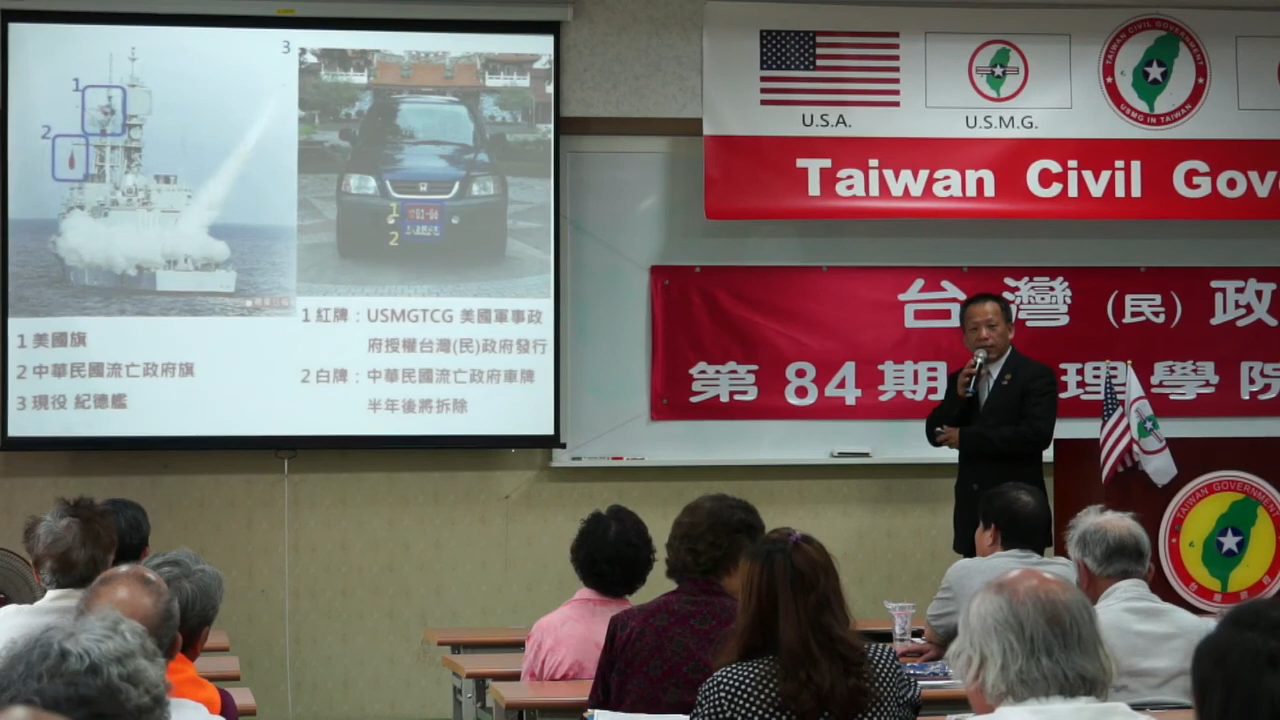 3
1
2
1
2
1 美國旗
2 中華民國流亡政府旗
3 現役 紀德艦
1 紅牌：USMGTCG 美國軍事政
府授權台灣(民)政府發行
2 白牌：中華民國流亡政府車牌
半年後將拆除
U.S.A.
U.S.M.G.
TAIWAN CIVIL GOVERNMENT
USMG IN TAIWAN
Taiwan Civil Gov
台灣 (民) 政
第 84 期 理學院
TAIWAN GOVERNMENT